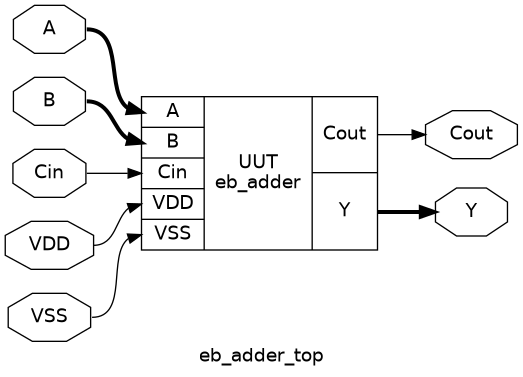 A
B
Cin
VDD
VSS
A
B
Cin
VDD
VSS
UUT
eb_adder
Cout
Y
Cout
Y
eb_adder_top